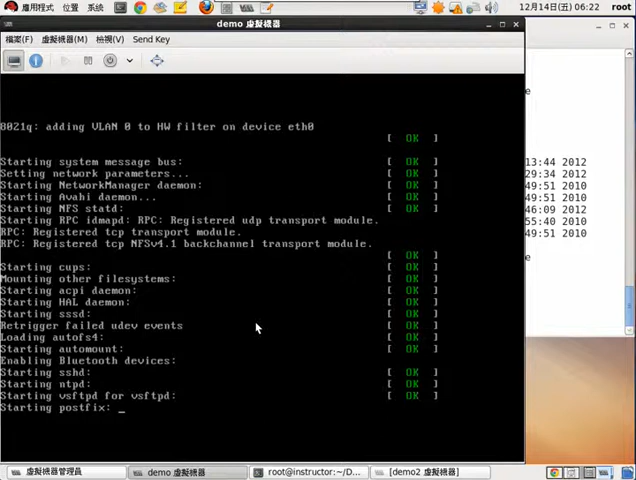 應用程式 位置 系統
12月14日(五) 06:22 root
demo 虛擬機器
檔案(F) 虛擬機器(M) 檢視(V) Send Key
8021q: adding VLAN 0 to HW filter on device eth0
[ OK ]
Starting system message bus: [ OK ]
Setting network parameters... [ OK ]
Starting NetworkManager daemon: [ OK ]
Starting Avahi daemon... [ OK ]
Starting NFS statd: [ OK ]
Starting RPC idmapd: RPC: Registered udp transport module.
RPC: Registered tcp transport module.
RPC: Registered tcp NFSv4.1 backchannel transport module.
[ OK ]
Starting cups: [ OK ]
Mounting other filesystems: [ OK ]
Starting acpi daemon: [ OK ]
Starting HAL daemon: [ OK ]
Starting sssd: [ OK ]
Retrigger failed udev events [ OK ]
Loading autofs4: [ OK ]
Starting automount: [ OK ]
Enabling Bluetooth devices: [ OK ]
Starting sshd: [ OK ]
Starting ntpd: [ OK ]
Starting vsftpd for vsftpd: [ OK ]
Starting postfix: _
e
13:44 2012
29:34 2012
49:51 2010
46:09 2012
55:40 2010
49:51 2010
e
虛擬機器管理員
demo 虛擬機器
root@instructor:~/D...
[demo2 虛擬機器]